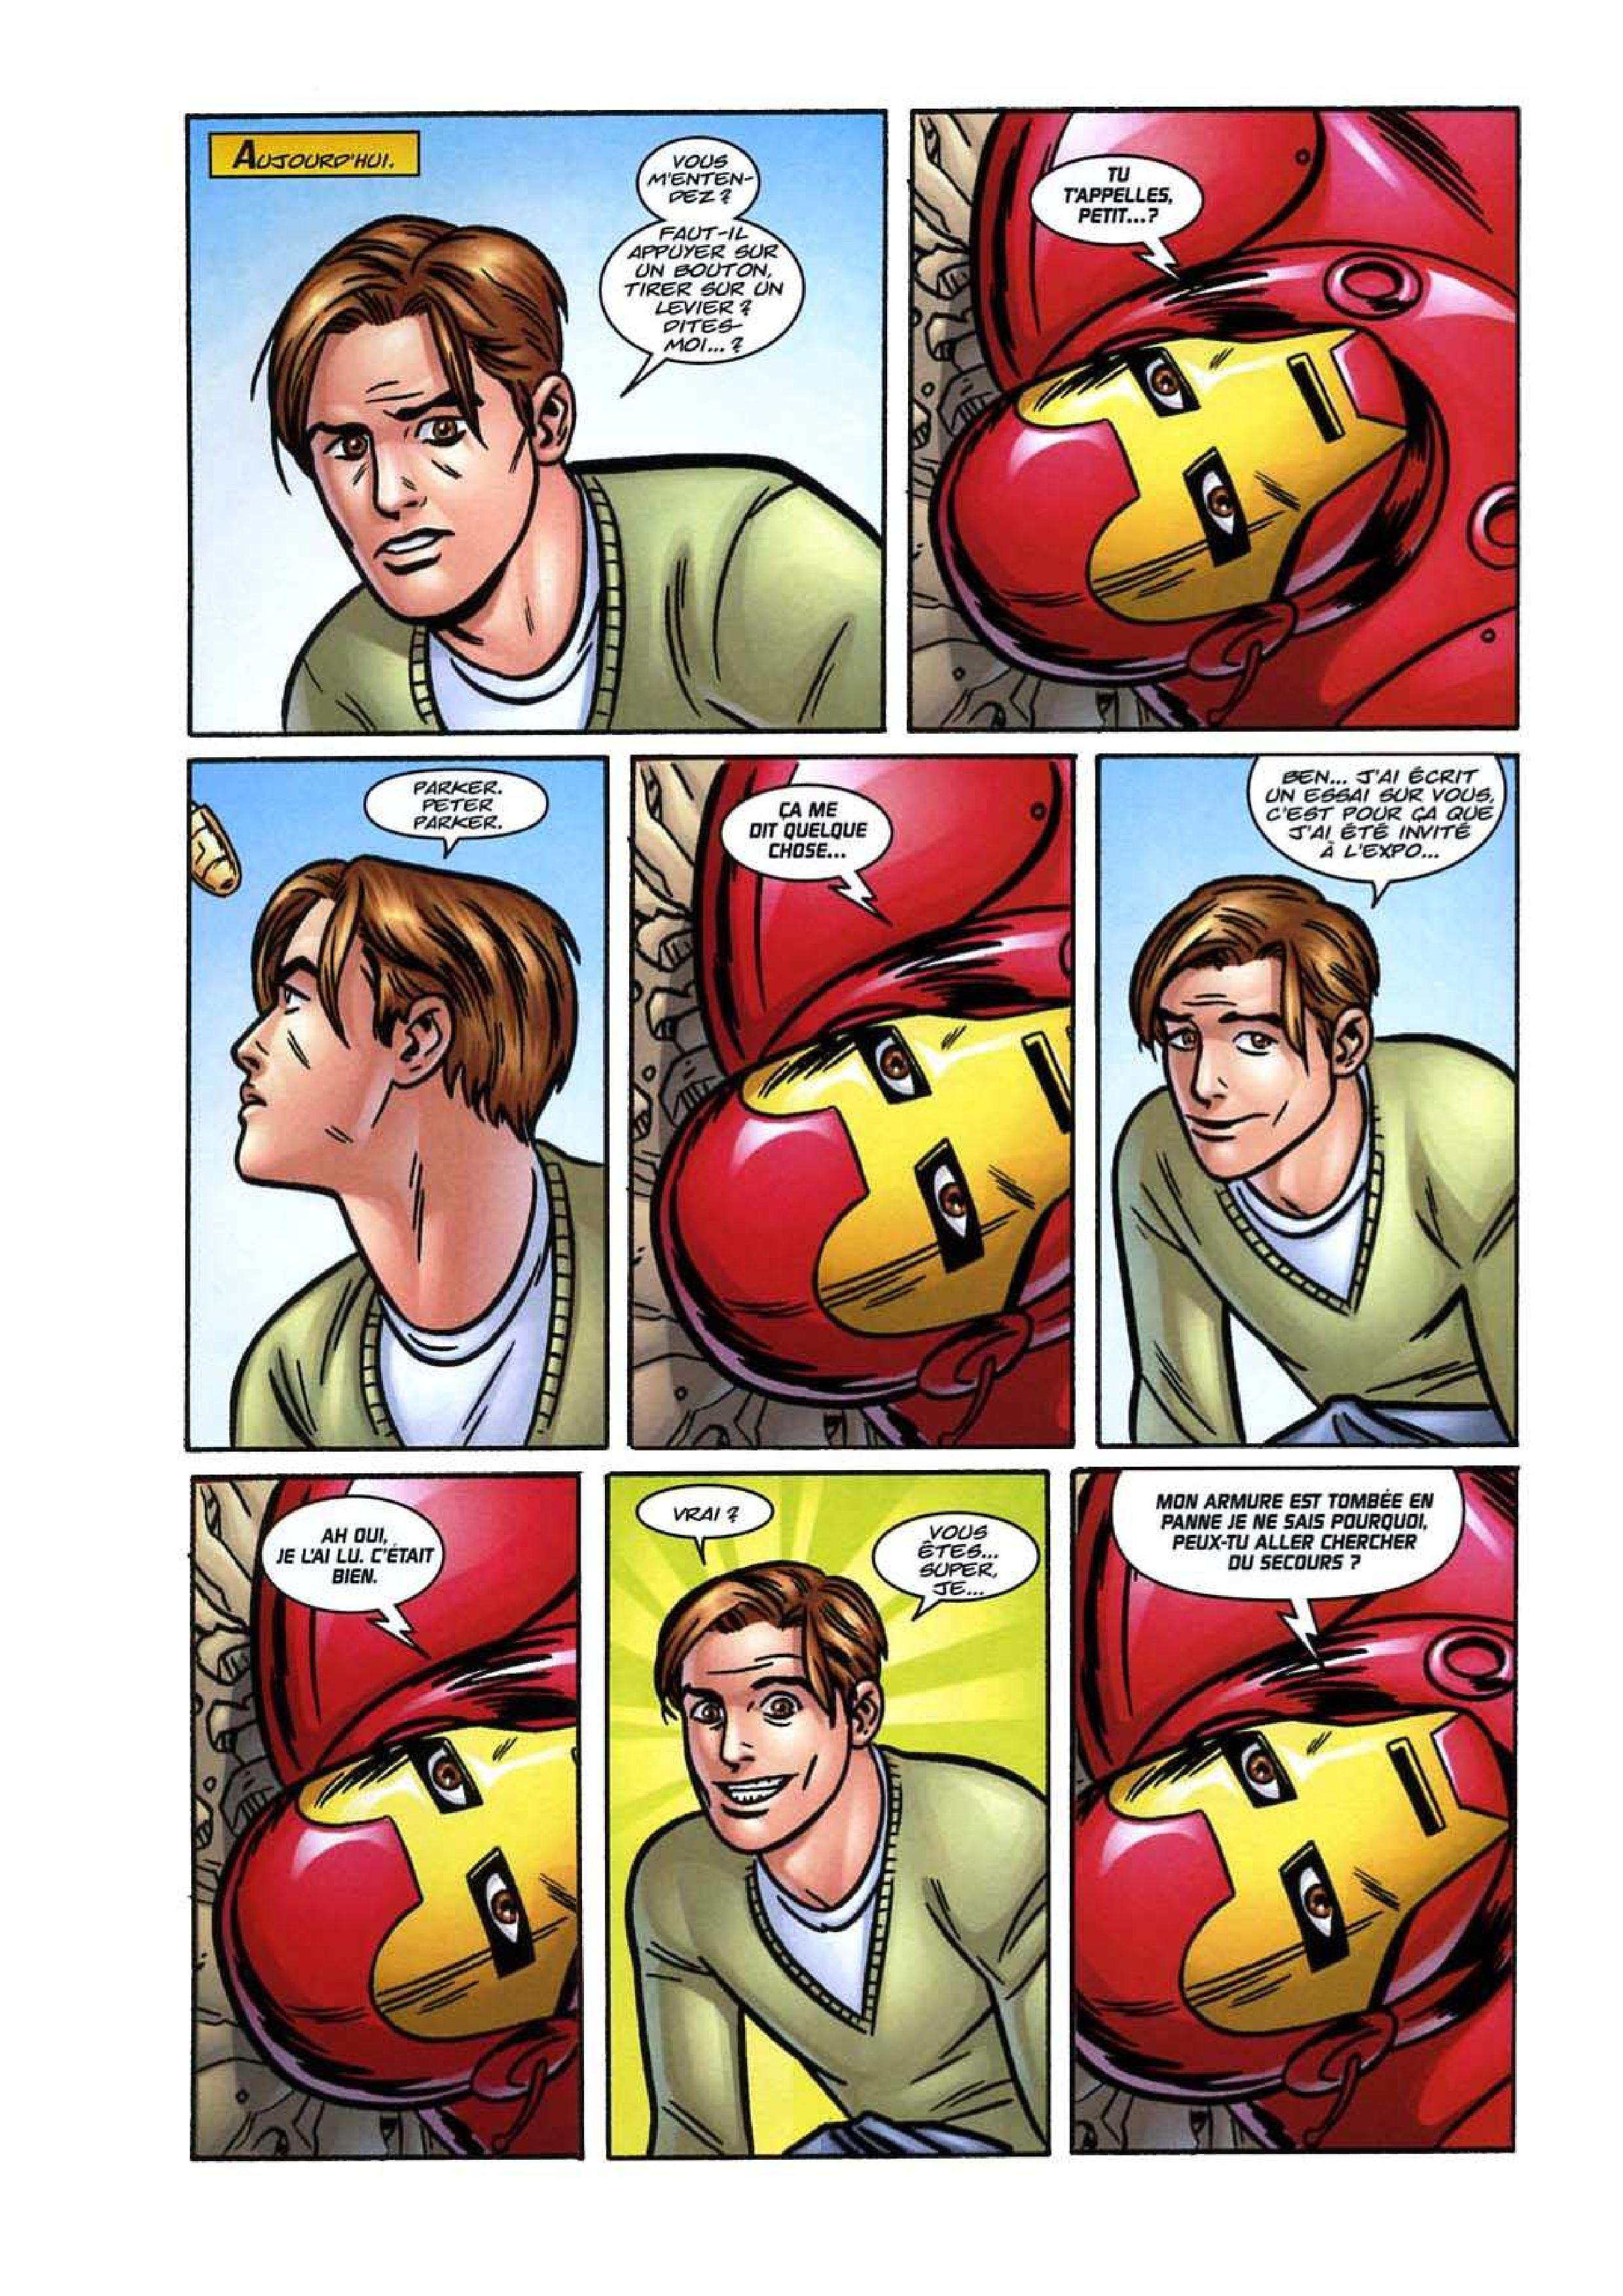 AUJOURD'HUI.
VOUS
M'ENTEN-
DEZ ?
FAUT-IL
APPUYER SUR
UN BOUTON,
TIRER SUR UN
LEVIER ?
DITES-
MOI... ?
TU
T'APPELLES,
PETIT...?
PARKER.
PETER
PARKER.
ÇA ME
DIT QUELQUE
CHOSE...
BEN... J'AI ÉCRIT
UN ESSAI SUR VOUS,
C'EST POUR ÇA QUE
J'AI ÉTÉ INVITÉ
À L'EXPO...
AH OUI,
JE L'AI LU. C'ÉTAIT
BIEN.
VRAI ?
VOUS
ÊTES...
SUPER,
JE...
MON ARMURE EST TOMBÉE EN
PANNE JE NE SAIS POURQUOI,
PEUX-TU ALLER CHERCHER
DU SECOURS ?